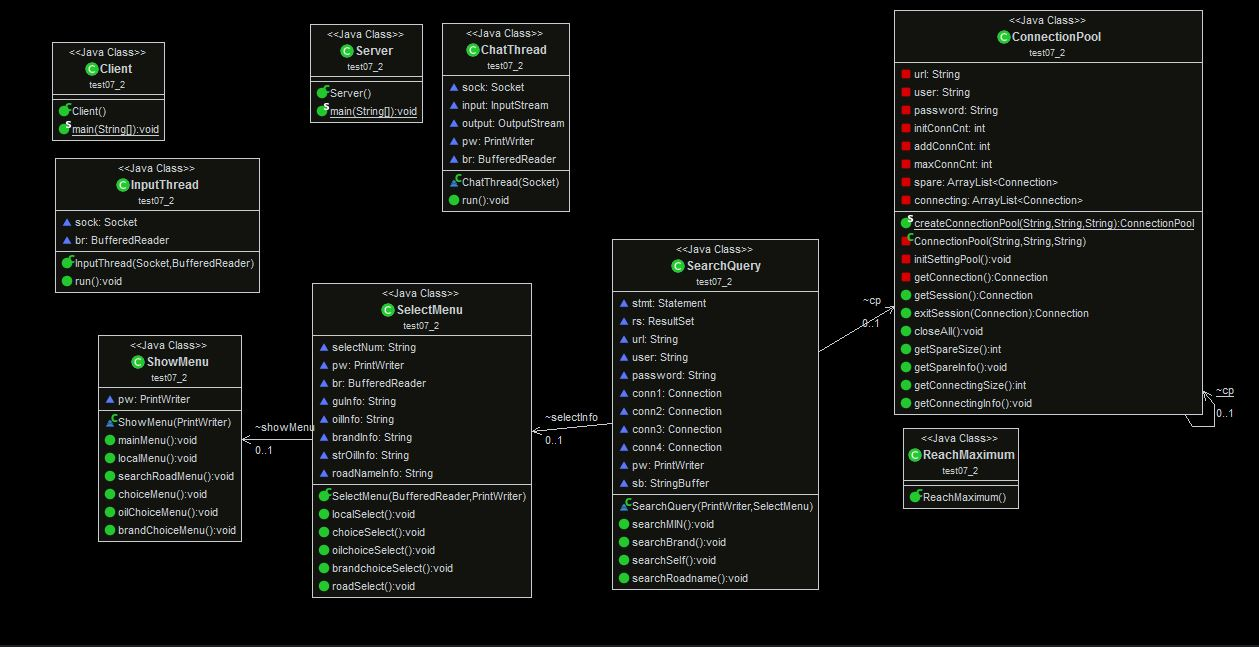 <<Java Class>>
Client
test07_2
Client()
main(String[]):void
<<Java Class>>
Server
test07_2
Server()
main(String[]):void
<<Java Class>>
ChatThread
test07_2
sock: Socket
input: InputStream
output: OutputStream
pw: PrintWriter
br: BufferedReader
ChatThread(Socket)
run():void
<<Java Class>>
ConnectionPool
test07_2
url: String
user: String
password: String
initConnCnt: int
addConnCnt: int
maxConnCnt: int
spare: ArrayList<Connection>
connecting: ArrayList<Connection>
createConnectionPool(String,String,String):ConnectionPool
ConnectionPool(String,String,String)
initSettingPool():void
getConnection():Connection
getSession():Connection
exitSession(Connection):Connection
closeAll():void
getSpareSize():int
getSpareInfo():void
getConnectingSize():int
getConnectingInfo():void
~cp
0..1
<<Java Class>>
InputThread
test07_2
sock: Socket
br: BufferedReader
InputThread(Socket,BufferedReader)
run():void
<<Java Class>>
ShowMenu
test07_2
pw: PrintWriter
ShowMenu(PrintWriter)
mainMenu():void
localMenu():void
searchRoadMenu():void
choiceMenu():void
oilChoiceMenu():void
brandChoiceMenu():void
~showMenu
0..1
<<Java Class>>
SelectMenu
test07_2
selectNum: String
pw: PrintWriter
br: BufferedReader
guInfo: String
oilInfo: String
brandInfo: String
strOilInfo: String
roadNameInfo: String
SelectMenu(BufferedReader,PrintWriter)
localSelect():void
choiceSelect():void
oilchoiceSelect():void
brandchoiceSelect():void
roadSelect():void
~selectInfo
0..1
<<Java Class>>
SearchQuery
test07_2
stmt: Statement
rs: ResultSet
url: String
user: String
password: String
conn1: Connection
conn2: Connection
conn3: Connection
conn4: Connection
pw: PrintWriter
sb: StringBuffer
SearchQuery(PrintWriter,SelectMenu)
searchMIN():void
searchBrand():void
searchSelf():void
searchRoadname():void
~cp
0..1
<<Java Class>>
ReachMaximum
test07_2
ReachMaximum()